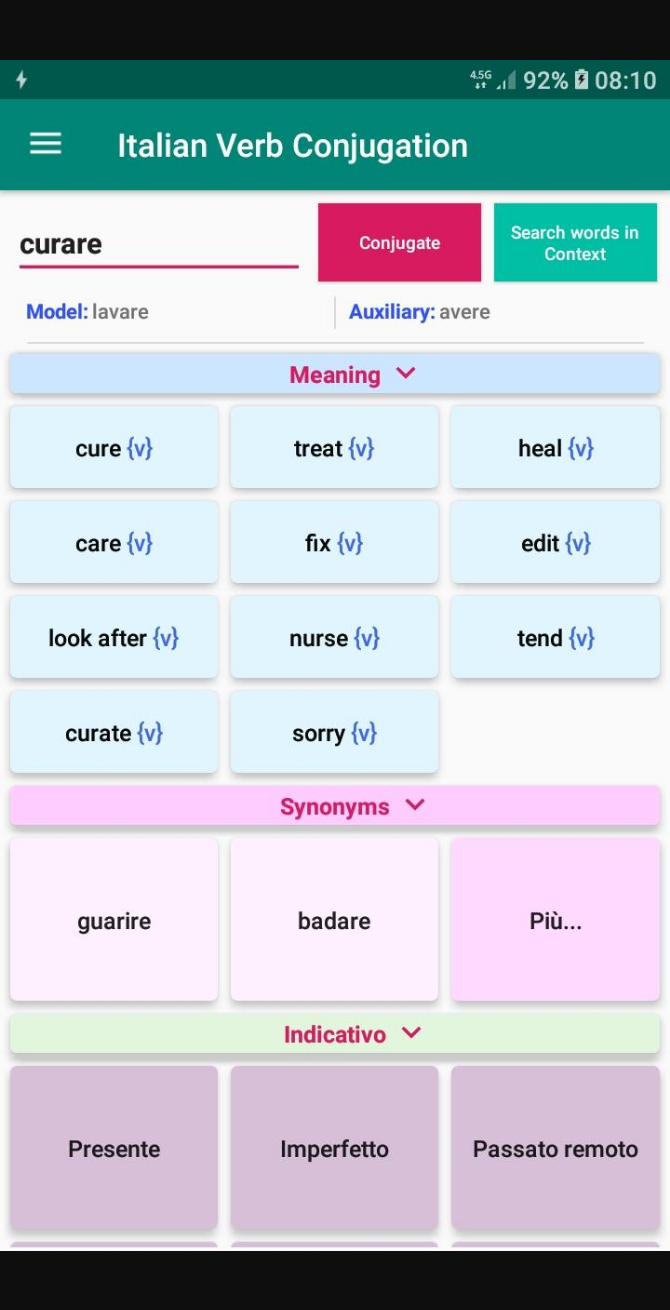 4.5G 92% 08:10
Italian Verb Conjugation
curare
Conjugate
Search words in
Context
Model: lavare
Auxiliary: avere
Meaning
cure {v}
treat {v}
heal {v}
care {v}
fix {v}
edit {v}
look after {v}
nurse {v}
tend {v}
curate {v}
sorry {v}
Synonyms
guarire
badare
Più...
Indicativo
Presente
Imperfetto
Passato remoto